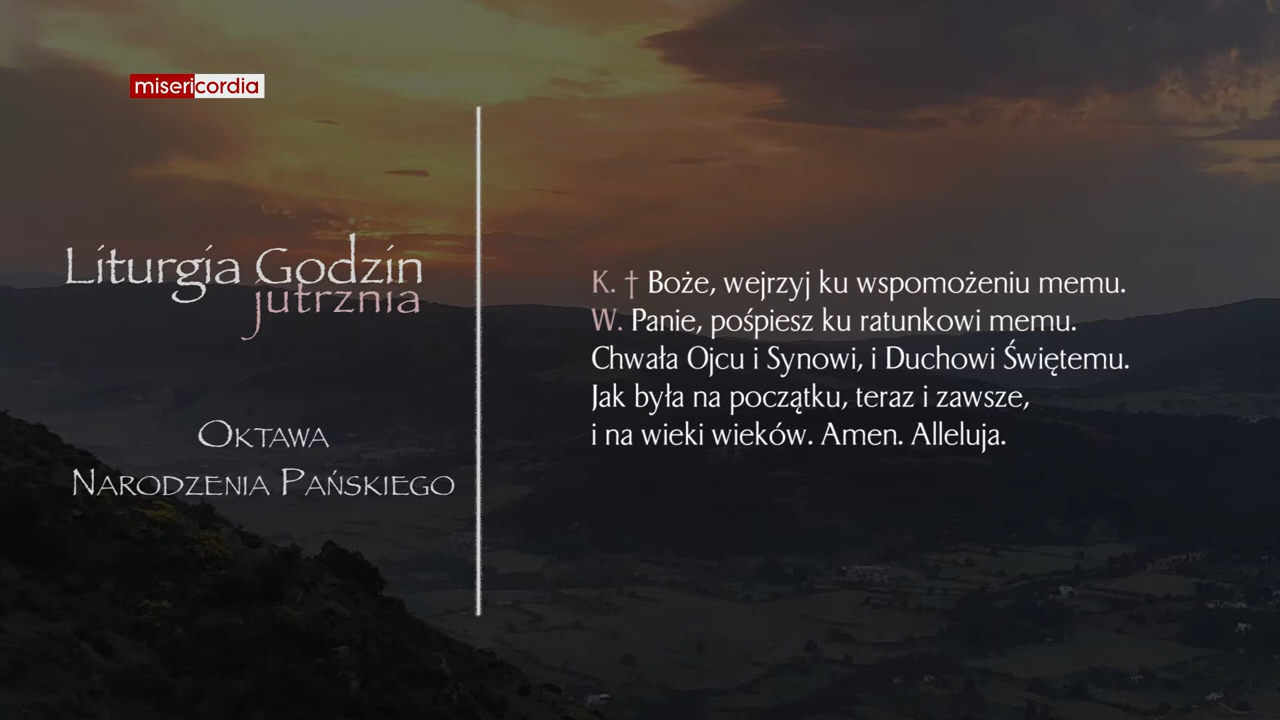 misericordia
Liturgia Godzin
jutrznia
Oktawa
Narodzenia Pańskiego
K. † Boże, wejrzyj ku wspomożeniu memu.
W. Panie, pośpiesz ku ratunkowi memu.
Chwała Ojcu i Synowi, i Duchowi Świętemu.
Jak była na początku, teraz i zawsze,
i na wieki wieków. Amen. Alleluja.